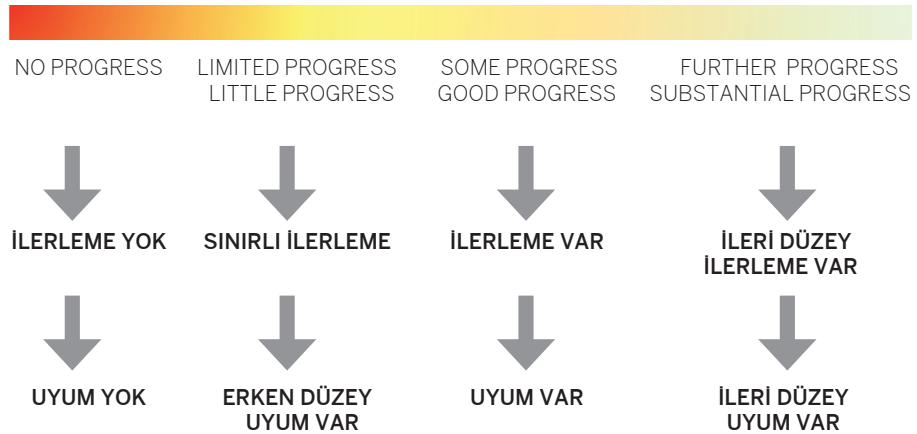 NO PROGRESS
LIMITED PROGRESS
LITTLE PROGRESS
SOME PROGRESS
GOOD PROGRESS
FURTHER PROGRESS
SUBSTANTIAL PROGRESS
İLERLEME YOK
SINIRLI İLERLEME
İLERLEME VAR
İLERİ DÜZEY
İLERLEME VAR
UYUM YOK
ERKEN DÜZEY
UYUM VAR
UYUM VAR
İLERİ DÜZEY
UYUM VAR